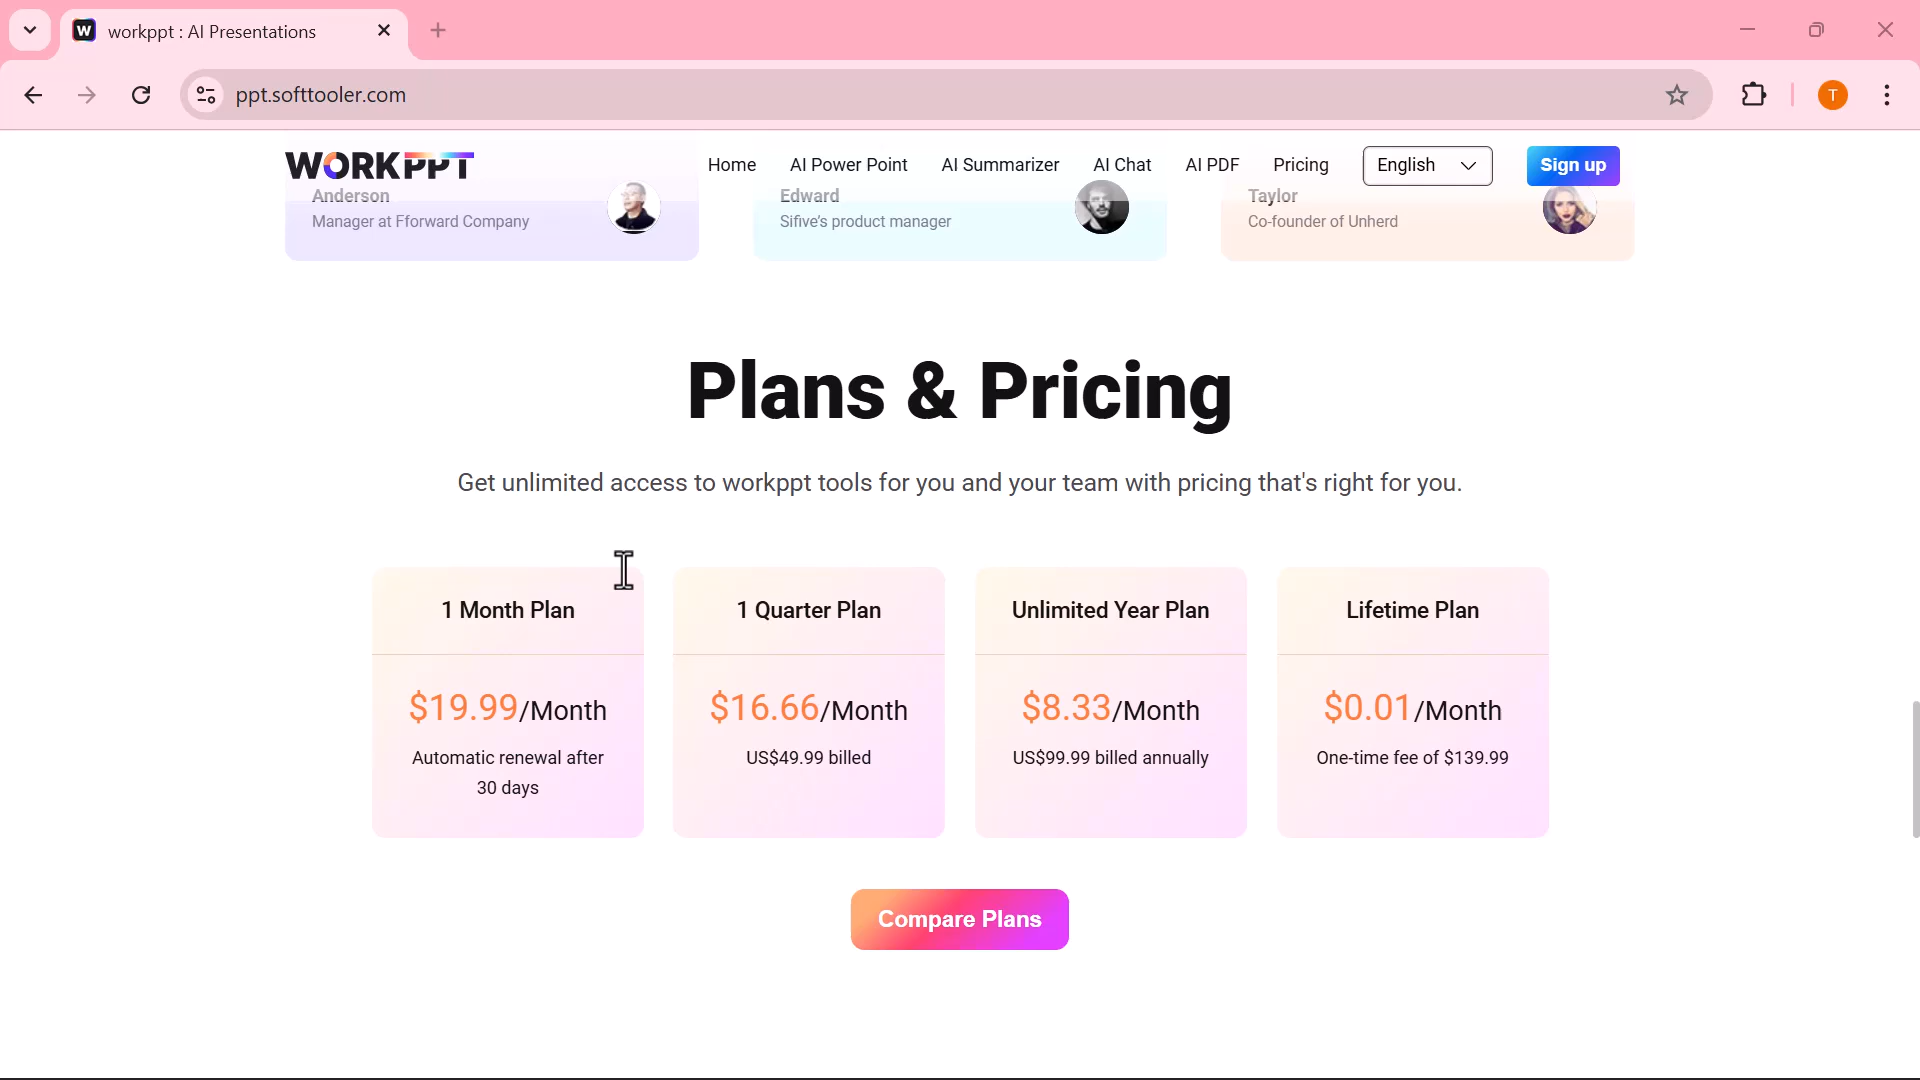 W workppt : AI Presentations
ppt.softtooler.com
T
WORKPPT
Home
AI Power Point
AI Summarizer
AI Chat
AI PDF
Pricing
English
Sign up
Anderson
Manager at Fforward Company
Edward
Sifive's product manager
Taylor
Co-founder of Unherd
Plans & Pricing
Get unlimited access to workppt tools for you and your team with pricing that's right for you.
1 Month Plan
$19.99/Month
Automatic renewal after
30 days
1 Quarter Plan
$16.66/Month
US$49.99 billed
Unlimited Year Plan
$8.33/Month
US$99.99 billed annually
Lifetime Plan
$0.01/Month
One-time fee of $139.99
Compare Plans